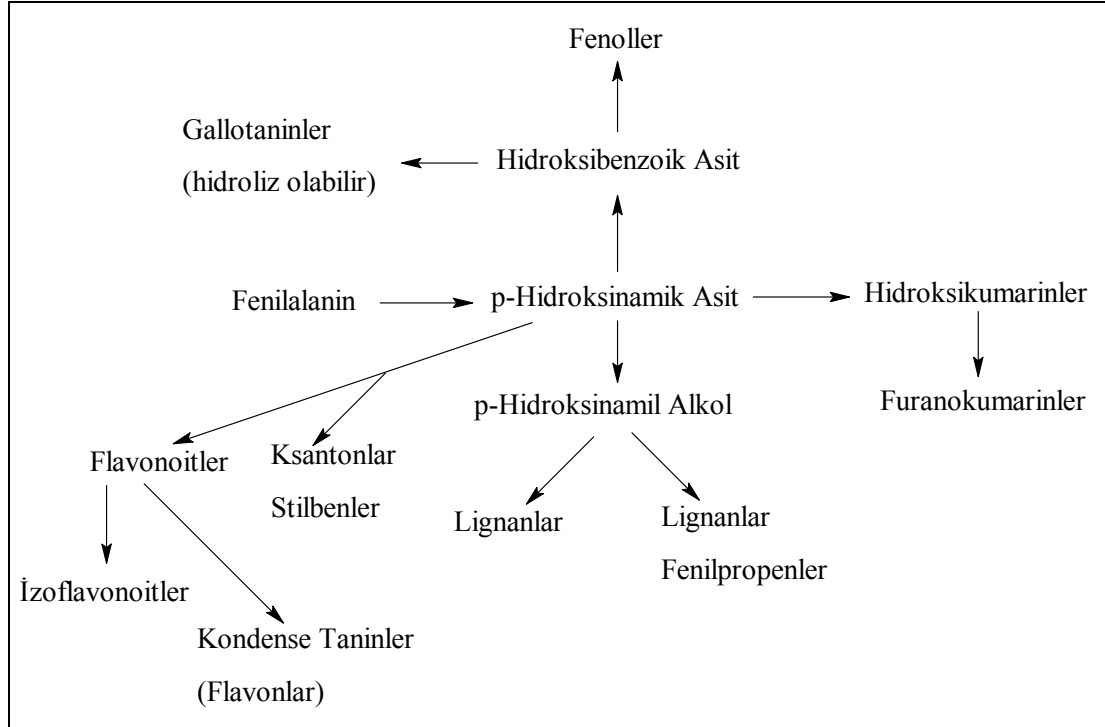 Fenoller
Gallotaninler
(hidroliz olabilir)
Hidroksibenzoik Asit
Fenilalanin
p-Hidroksinamik Asit
Hidroksikumarinler
p-Hidroksinamil Alkol
Furanokumarinler
Flavonoitler
Ksantonlar
Stilbenler
Lignanlar
Lignanlar
Fenilpropenler
İzoflavonoitler
Kondense Taninler
(Flavonlar)